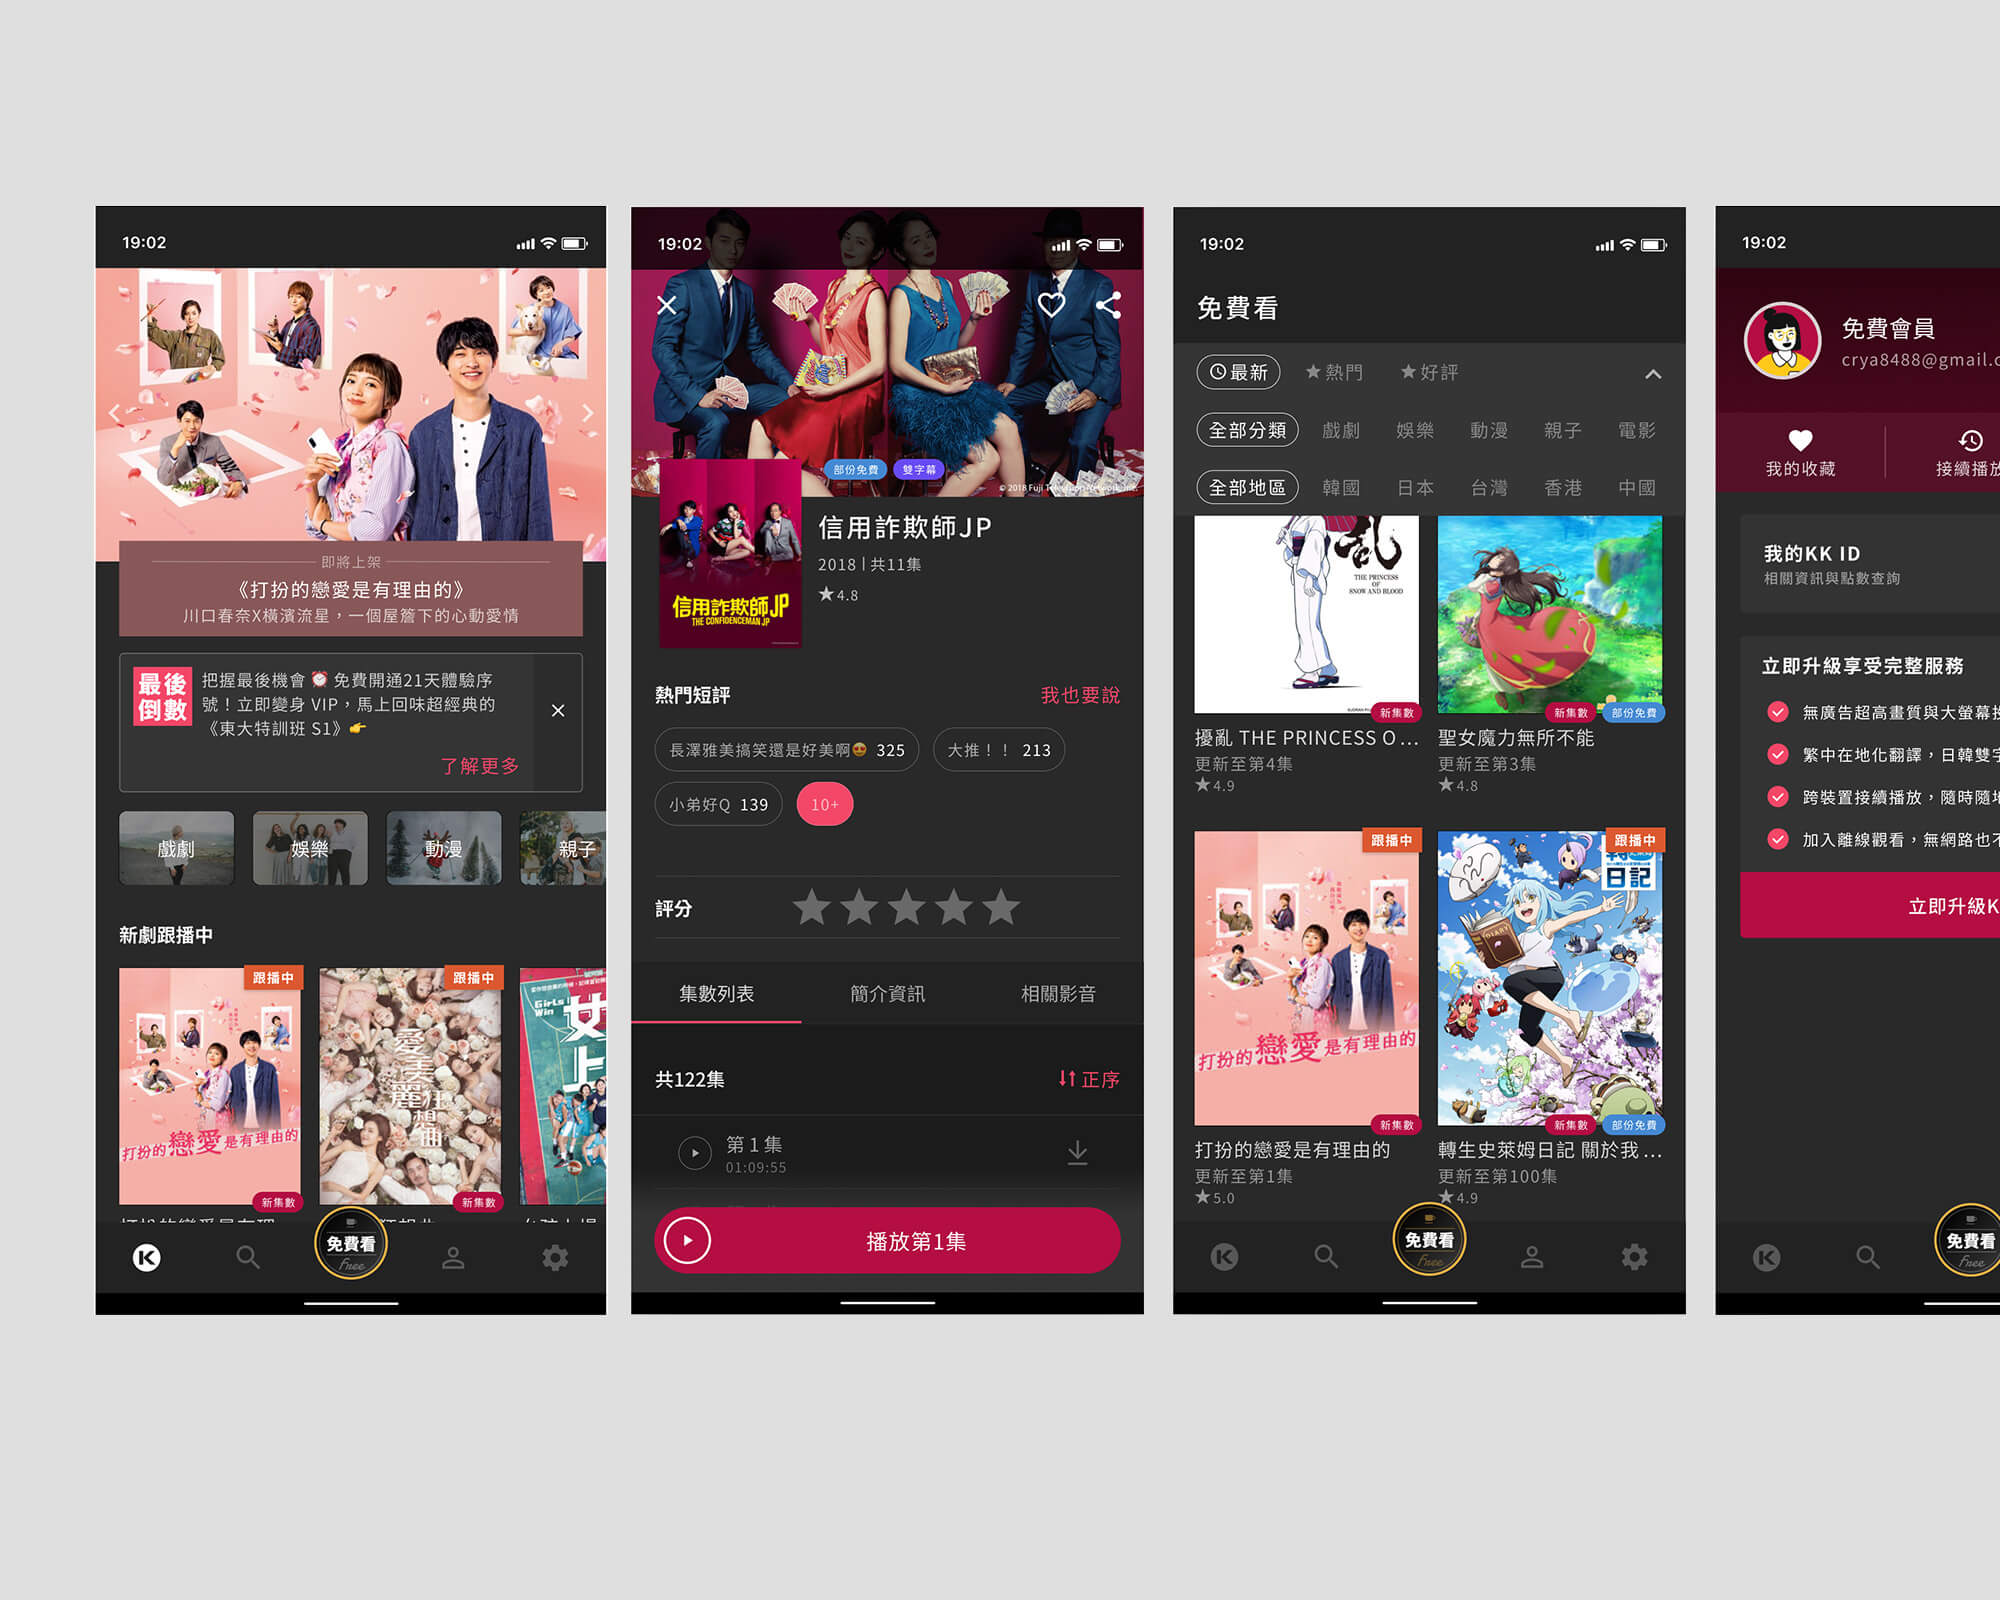 19:02
即將上架
《打扮的戀愛是有理由的》
川口春奈X橫濱流星，一個屋簷下的心動愛情
最後
倒數
把握最後機會⏰免費開通21天體驗序
號！立即變身 VIP，馬上回味超經典的
《東大特訓班 S1》👉
了解更多
戲劇
娛樂
動漫
親子
新劇跟播中
跟播中
打扮的戀愛是有理由的
新集數
跟播中
愛美麗狂想曲
新集數
Girls
Win
女
上
免費看
Free
19:02
部份免費
雙字幕
© 2018 Fuji Television Network, Inc.
信用詐欺師JP
THE CONFIDENCEMAN JP
信用詐欺師JP
2018 | 共11集
★4.8
熱門短評
我也要說
長澤雅美搞笑還是好美啊😍 325
大推！！ 213
小弟好Q 139
10+
評分
集數列表
簡介資訊
相關影音
共122集
正序
第 1 集
01:09:55
播放第1集
19:02
免費看
最新
★熱門
★好評
全部分類
戲劇
娛樂
動漫
親子
電影
全部地區
韓國
日本
台灣
香港
中國
乱
THE PRINCESS
OF
SNOW AND BLOOD
新集數
擾亂 THE PRINCESS O...
更新至第4集
★4.9
新集數
部份免費
聖女魔力無所不能
更新至第3集
★4.8
跟播中
打扮的戀愛是有理由的
新集數
打扮的戀愛是有理由的
更新至第1集
★5.0
跟播中
日記
DIARY
新集數
部份免費
轉生史萊姆日記 關於我...
更新至第100集
★4.9
免費看
Free
19:02
免費會員
crya8488@gmail.c
我的收藏
接續播放
我的KK ID
相關資訊與點數查詢
立即升級享受完整服務
無廣告超高畫質與大螢幕投
繁中在地化翻譯，日韓雙字
跨裝置接續播放，隨時隨地
加入離線觀看，無網路也不
立即升級K
免費看
Free